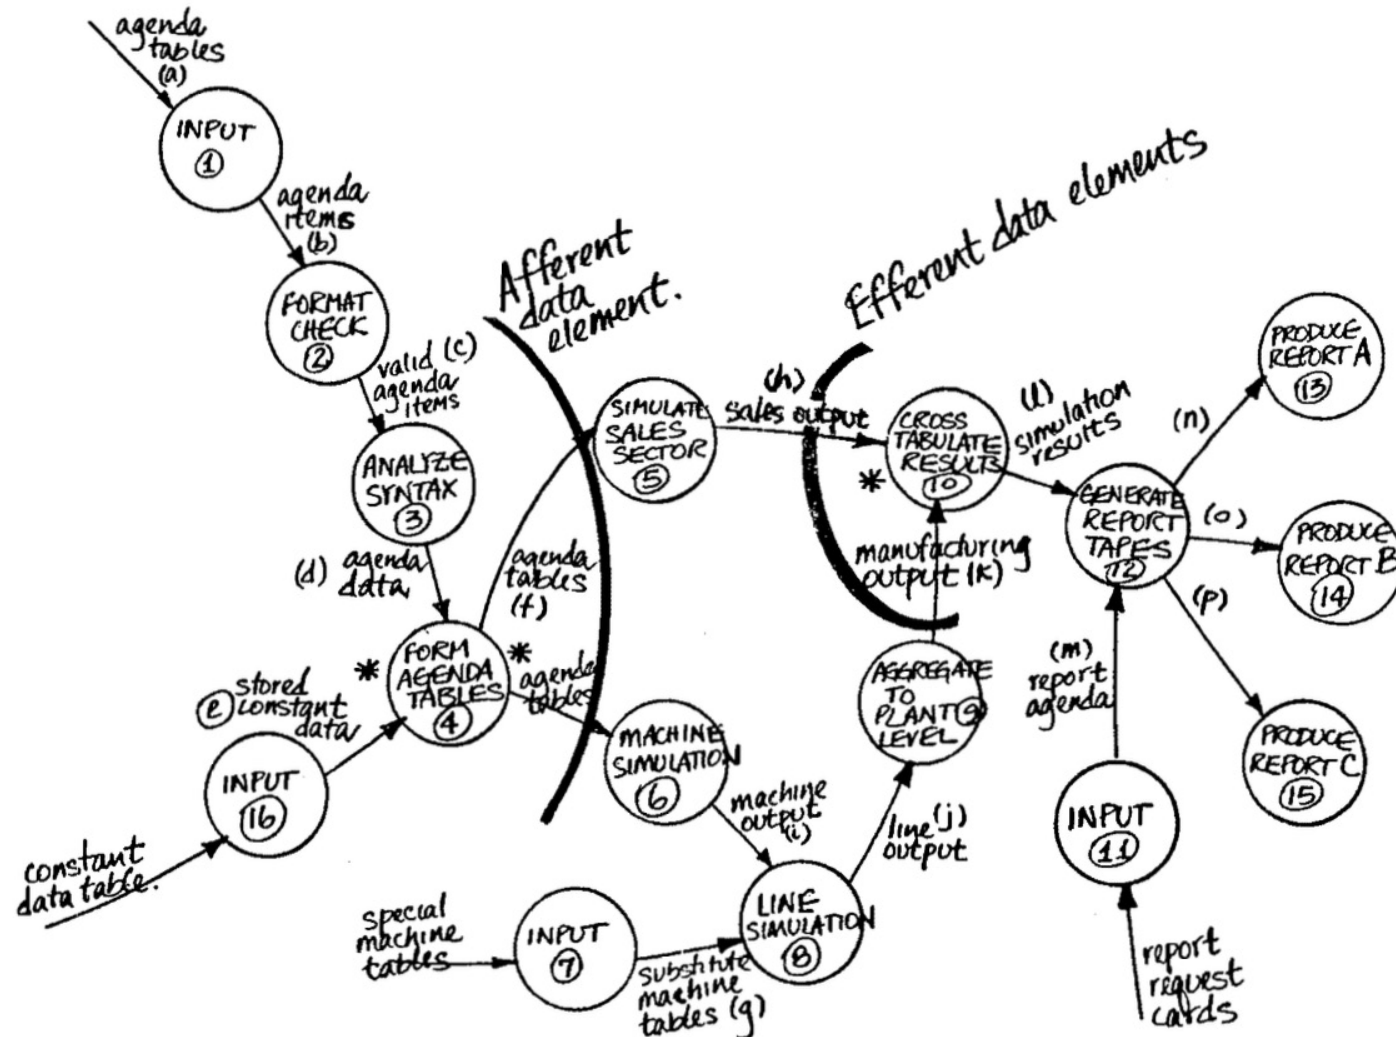 agenda
tables
(a)
INPUT
1
agenda
items
(b)
FORMAT
CHECK
2
valid (c)
agenda
items
ANALYZE
SYNTAX
3
(d) agenda
data
FORM
AGENDA
TABLES
4
*
*
e stored
constant
data
INPUT
16
constant
data table.
Afferent
data
element.
agenda
tables
(f)
agenda
tables
SIMULATE
SALES
SECTOR
5
MACHINE
SIMULATION
6
machine
output
(i)
special
machine
tables
INPUT
7
substitute
machine
tables (g)
LINE
SIMULATION
8
line (j)
output
AGGREGATE
TO
PLANT 9
LEVEL
manufacturing
output (k)
Efferent data elements
(h)
sales output
CROSS
TABULATE
RESULTS
10
*
(l)
simulation
results
GENERATE
REPORT
TAPES
12
(m)
report
agenda
INPUT
11
report
request
cards
(n)
PRODUCE
REPORT A
13
(o)
PRODUCE
REPORT B
14
(p)
PRODUCE
REPORT C
15